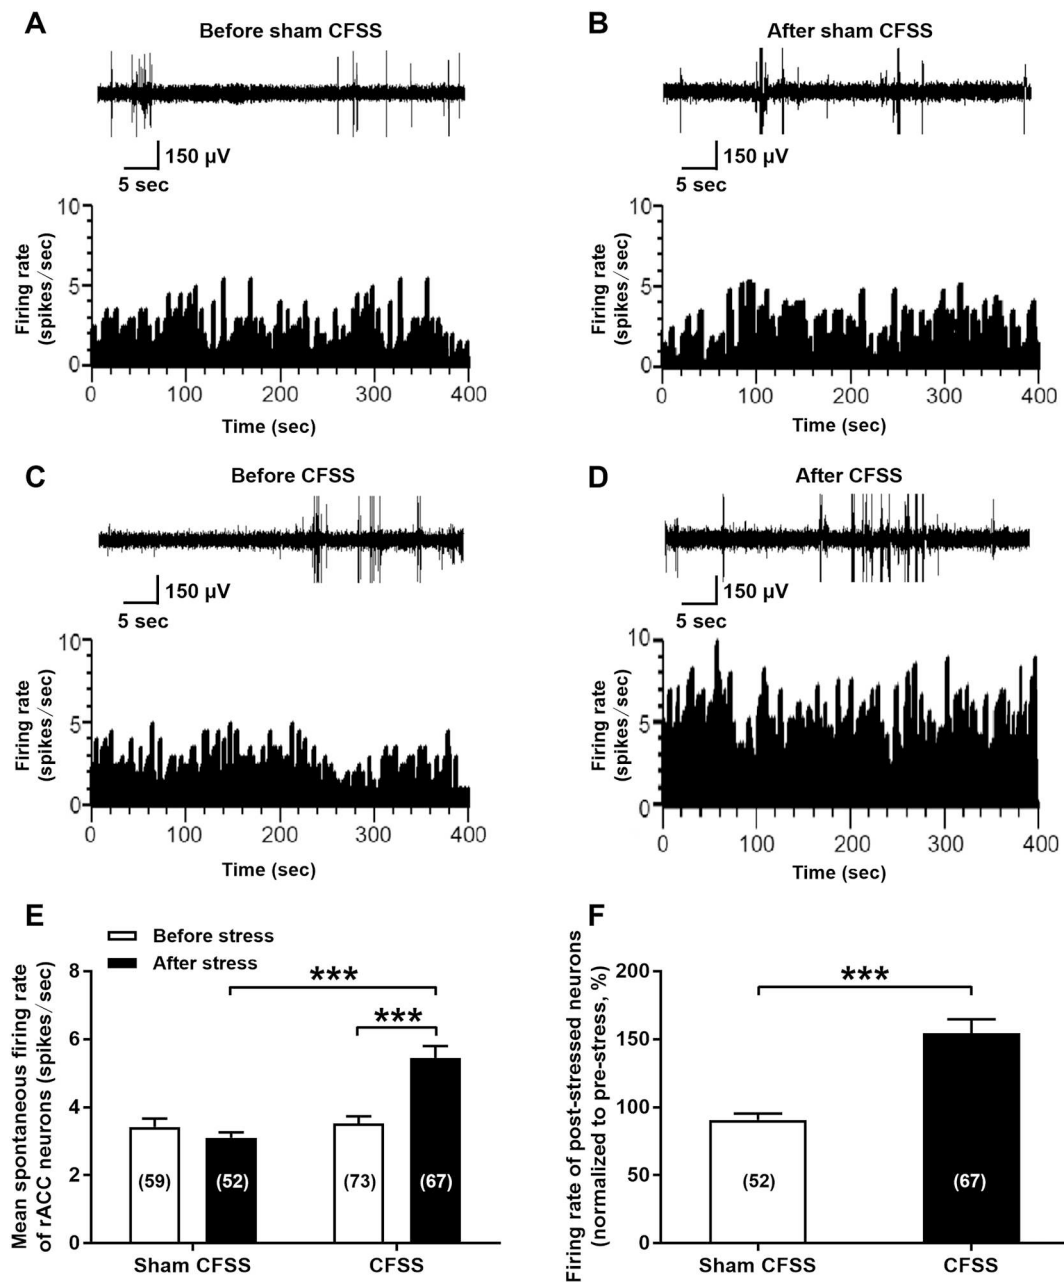 A
Before sham CFSS
150 µV
5 sec
Firing rate
(spikes/sec)
10
5
0
0 100 200 300 400
Time (sec)
B
After sham CFSS
150 µV
5 sec
Firing rate
(spikes/sec)
10
5
0
0 100 200 300 400
Time (sec)
C
Before CFSS
150 µV
5 sec
Firing rate
(spikes/sec)
10
5
0
0 100 200 300 400
Time (sec)
D
After CFSS
150 µV
5 sec
Firing rate
(spikes/sec)
10
5
0
0 100 200 300 400
Time (sec)
E
Before stress
After stress
Mean spontaneous firing rate
of rACC neurons (spikes/sec)
8
6
4
2
0
***
***
(59) (52) (73) (67)
Sham CFSS CFSS
F
Firing rate of post-stressed neurons
(normalized to pre-stress, %)
200
150
100
50
0
***
(52) (67)
Sham CFSS CFSS